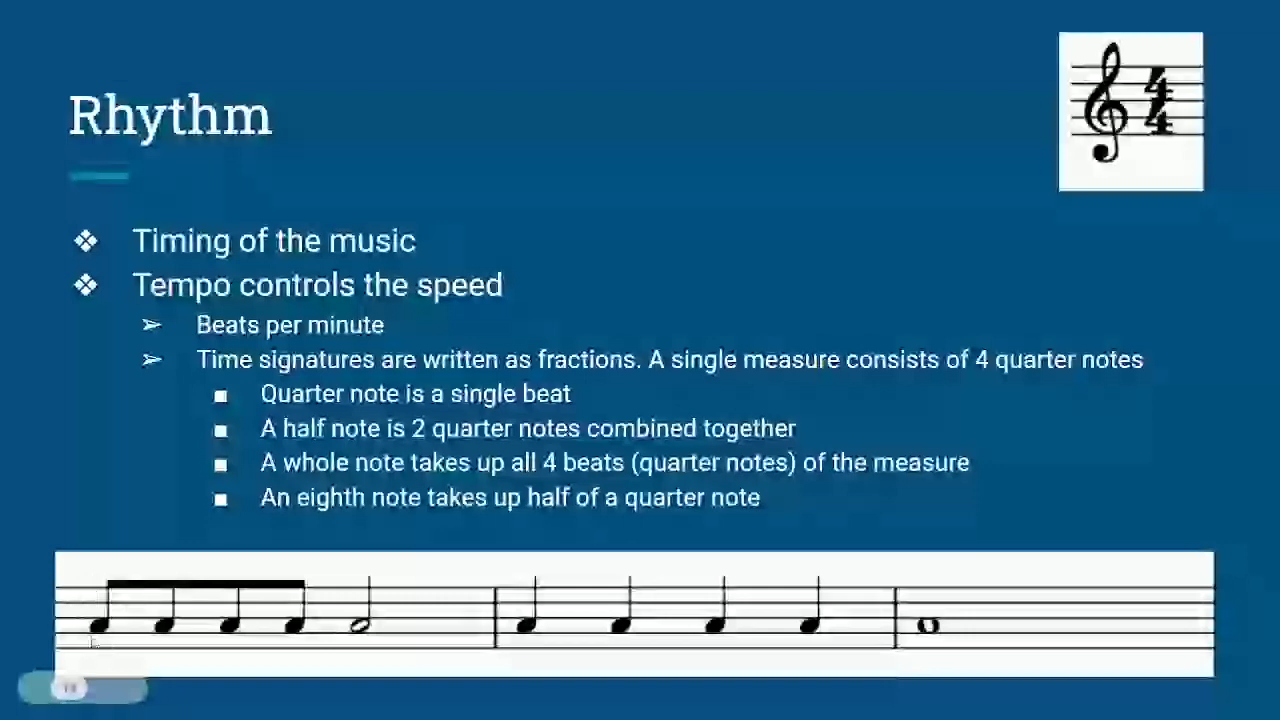 Rhythm
4
4
❖ Timing of the music
❖ Tempo controls the speed
➢ Beats per minute
➢ Time signatures are written as fractions. A single measure consists of 4 quarter notes
■ Quarter note is a single beat
■ A half note is 2 quarter notes combined together
■ A whole note takes up all 4 beats (quarter notes) of the measure
■ An eighth note takes up half of a quarter note